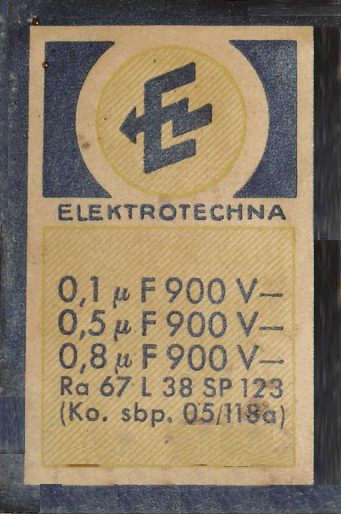 ELEKTROTECHNA
0,1 µ F 900 V–
0,5 µ F 900 V–
0,8 µ F 900 V–
Ra 67 L 38 SP 123
(Ko. sbp. 05/118a)